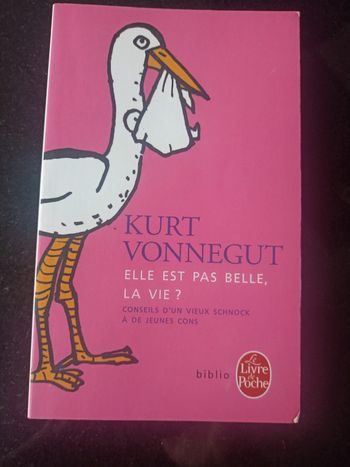 KURT
VONNEGUT
ELLE EST PAS BELLE,
LA VIE ?
CONSEILS D'UN VIEUX SCHNOCK
À DE JEUNES CONS
biblio
Le
Livre
de
Poche